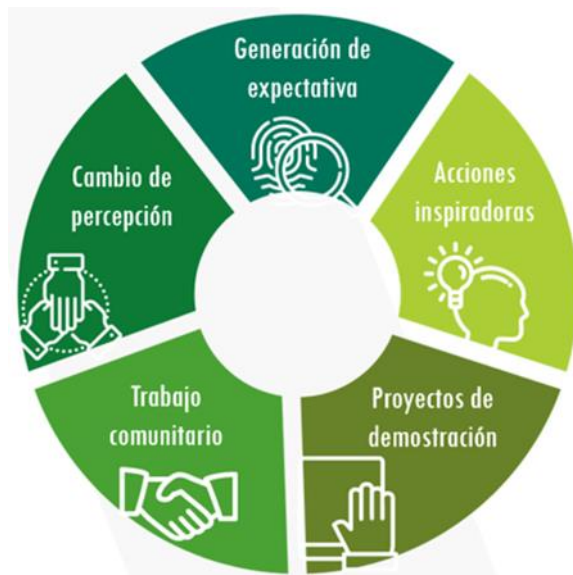 Generación de
expectativa
Acciones
inspiradoras
Proyectos de
demostración
Trabajo
comunitario
Cambio de
percepción